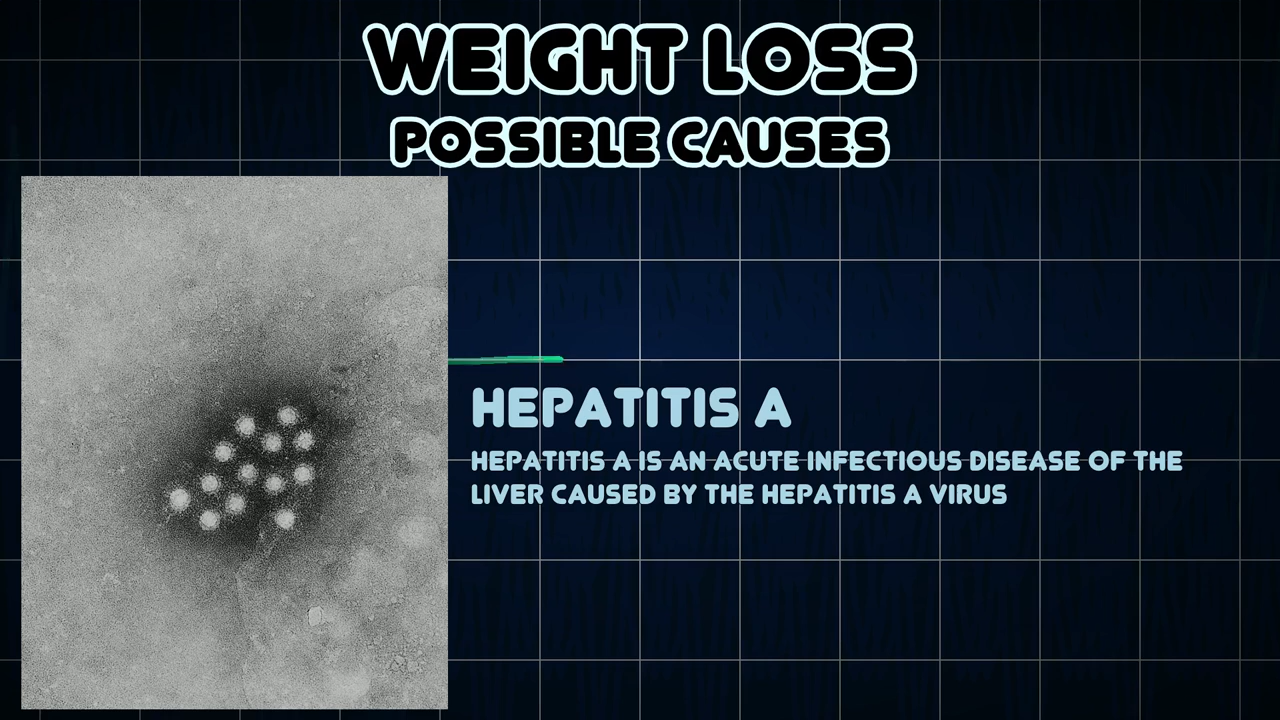 WEIGHT LOSS
POSSIBLE CAUSES
HEPATITIS A
HEPATITIS A IS AN ACUTE INFECTIOUS DISEASE OF THE
LIVER CAUSED BY THE HEPATITIS A VIRUS